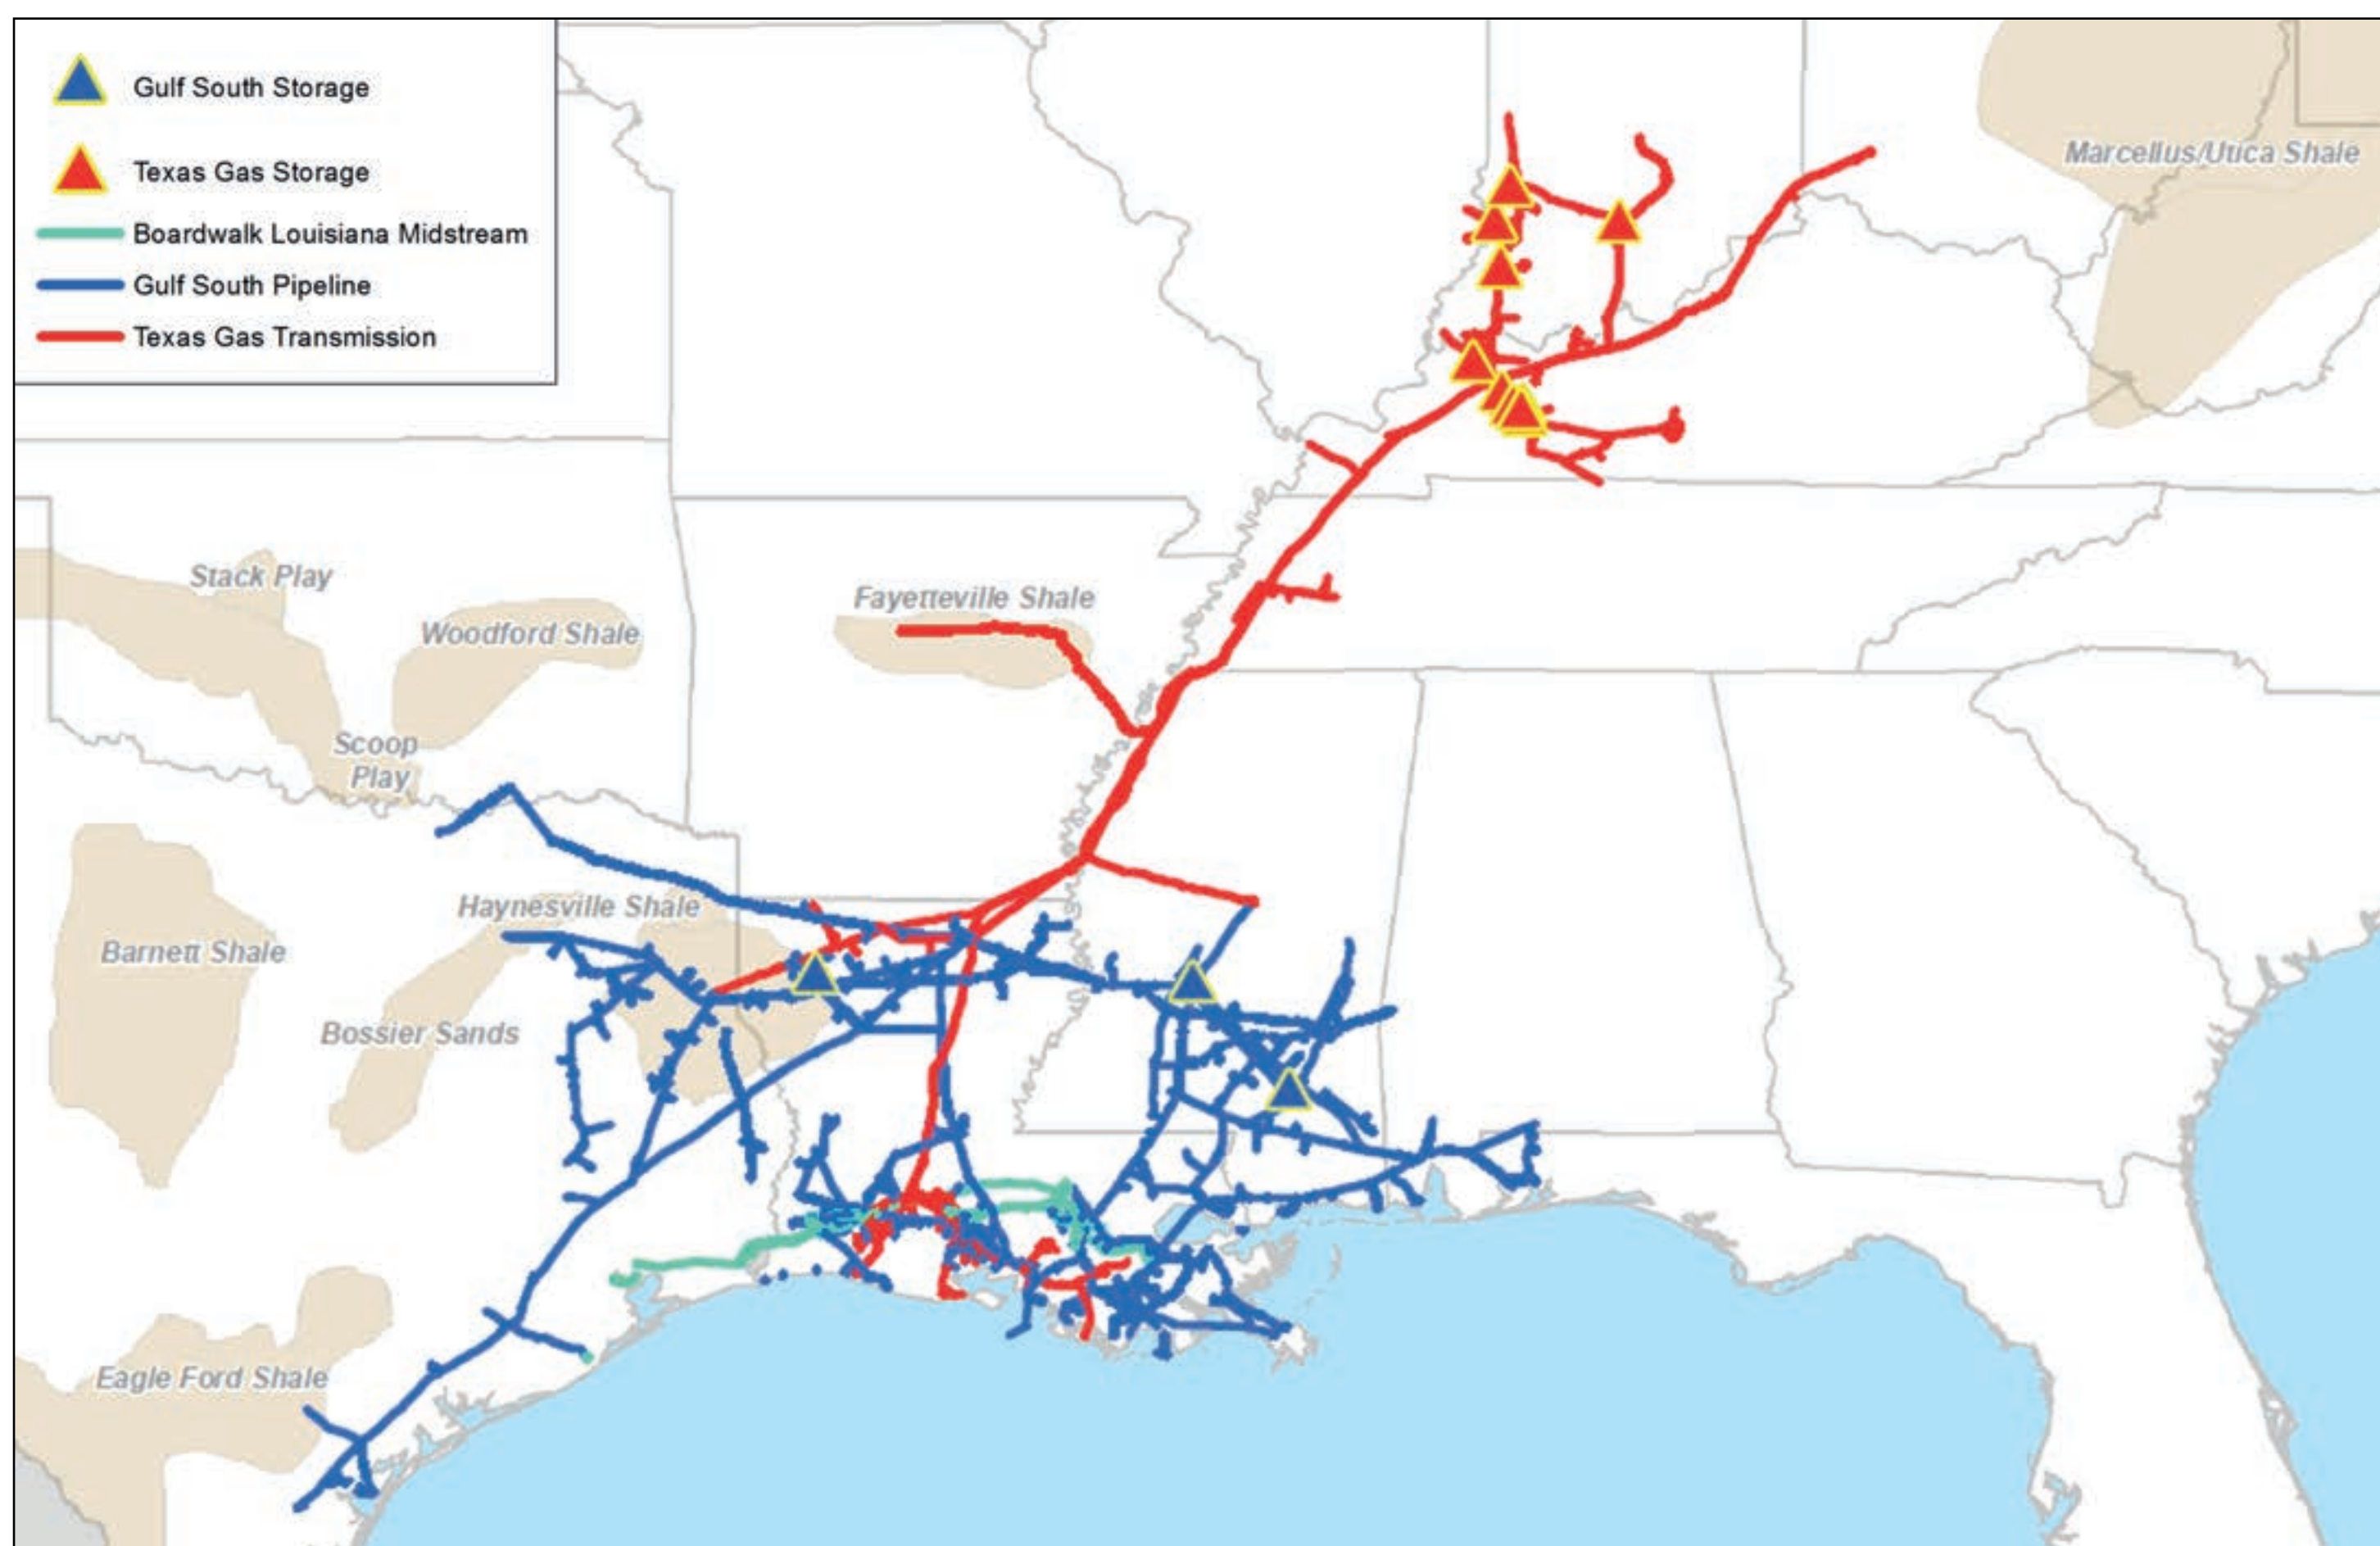 Gulf South Storage
Texas Gas Storage
Boardwalk Louisiana Midstream
Gulf South Pipeline
Texas Gas Transmission
Marcellus/Utica Shale
Stack Play
Woodford Shale
Fayetteville Shale
Scoop
Play
Haynesville Shale
Barnett Shale
Bossier Sands
Eagle Ford Shale